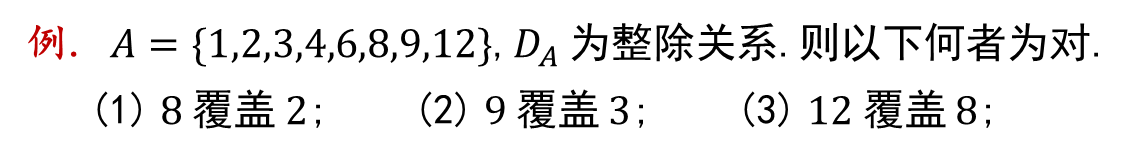 例. A = {1,2,3,4,6,8,9,12}, D_A 为整除关系. 则以下何者为对.
(1) 8 覆盖 2; (2) 9 覆盖 3; (3) 12 覆盖 8;